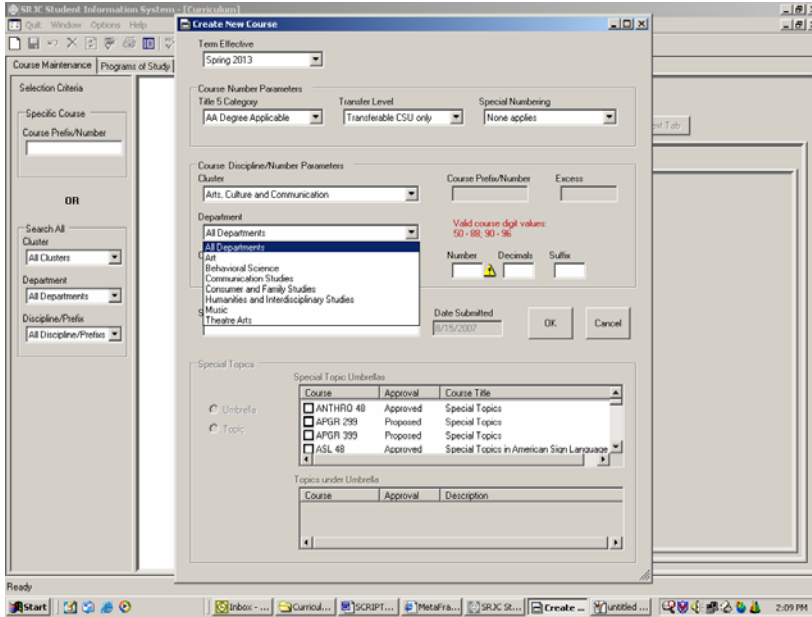 SRJC Student Information System - [Curriculum]
Quit Window Options Help
Course Maintenance Programs of Study
Selection Criteria
Specific Course
Course Prefix/Number
OR
Search All
Cluster
All Clusters
Department
All Departments
Discipline/Prefix
All Discipline/Prefixs
Create New Course
Term Effective
Spring 2013
Course Number Parameters
Title 5 Category Transfer Level Special Numbering
AA Degree Applicable Transferable CSU only None applies
Course Discipline/Number Parameters
Cluster Course Prefix/Number Excess
Arts, Culture and Communication
Department
All Departments
Valid course digit values:
50 - 88; 90 - 96
All Departments
Art
Behavioral Science
Communication Studies
Consumer and Family Studies
Humanities and Interdisciplinary Studies
Music
Theatre Arts
Number Decimals Suffix
Date Submitted
8/15/2007
OK Cancel
Special Topics
Umbrella
Topic
Special Topic Umbrellas
Course Approval Course Title
ANTHRO 48 Approved Special Topics
APGR 299 Proposed Special Topics
APGR 399 Proposed Special Topics
ASL 48 Approved Special Topics in American Sign Language
Topics under Umbrella
Course Approval Description
Tab
Ready
Start Inbox - ... Curricul... SCRIPT... MetaFra... SRJC St... Create ... untitled ... 2:09 PM